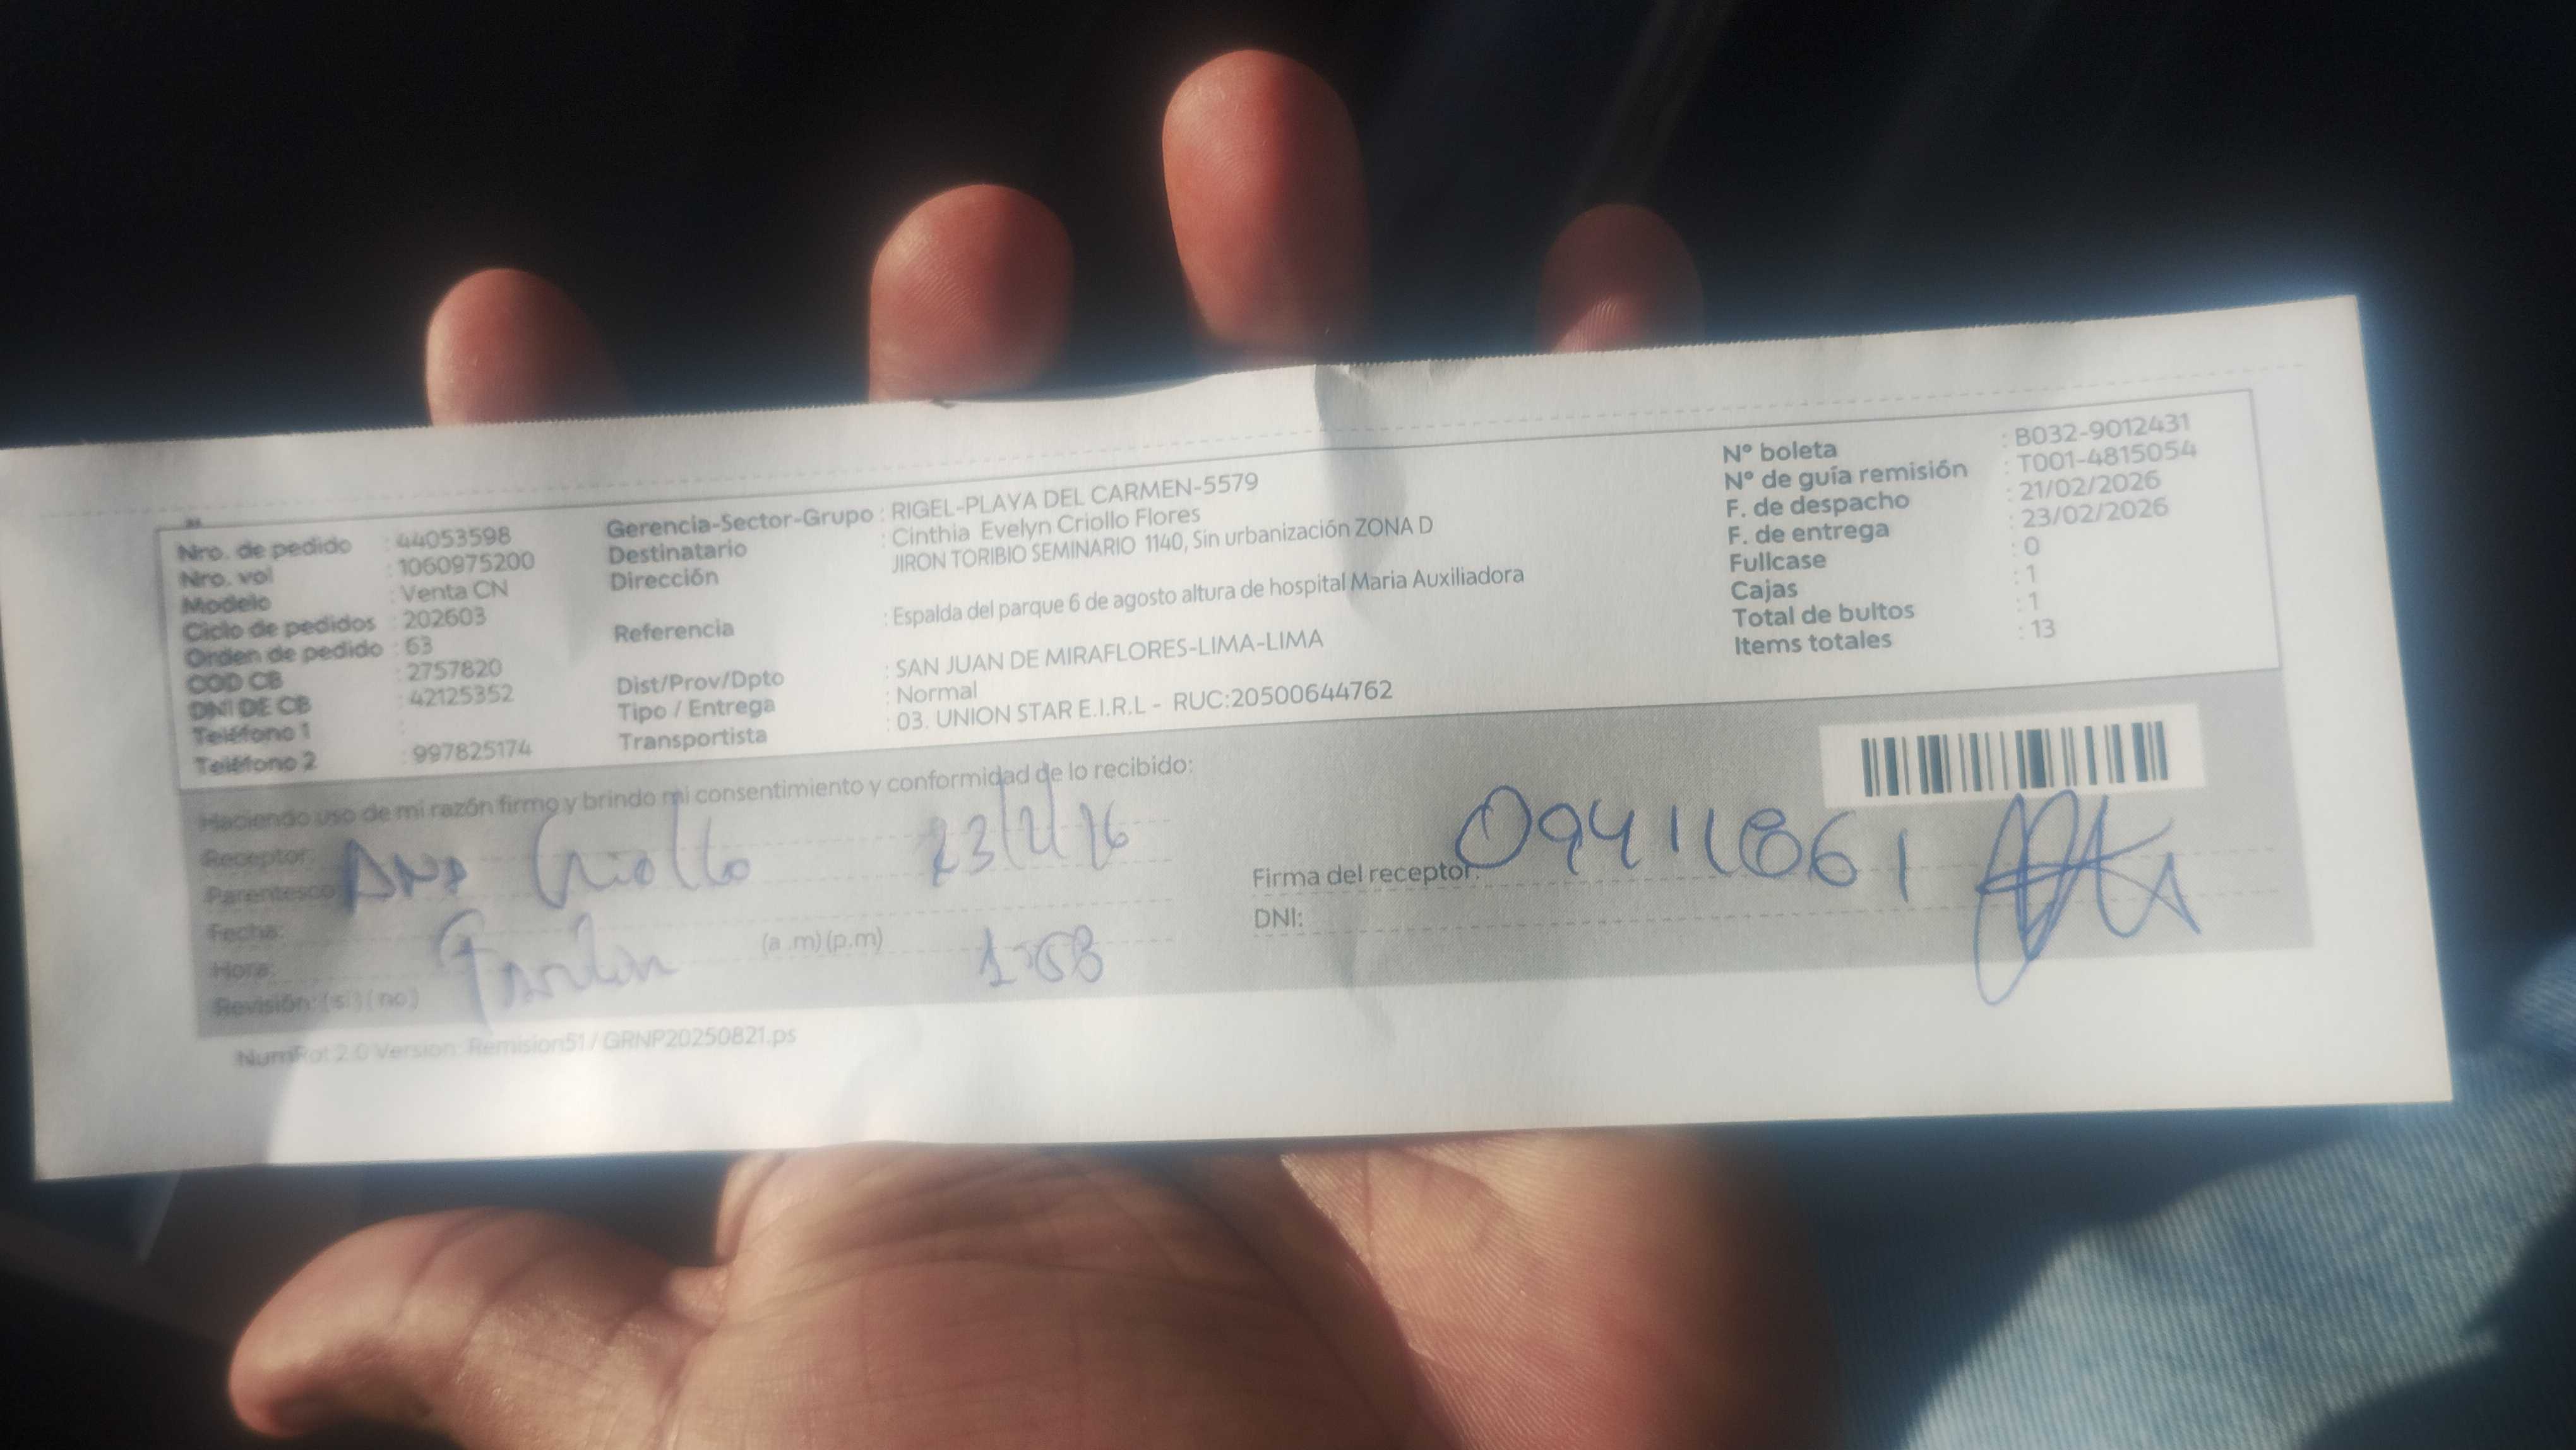 Nro. de pedido : 44053598
Nro. vol : 1060975200
Modelo : Venta CN
Ciclo de pedidos : 202603
Orden de pedido : 63
COD CB : 2757820
DNI DE CB : 42125352
Teléfono 1 :
Teléfono 2 : 997825174
Gerencia-Sector-Grupo : RIGEL-PLAYA DEL CARMEN-5579
Destinatario : Cinthia Evelyn Criollo Flores
Dirección : JIRON TORIBIO SEMINARIO 1140, Sin urbanización ZONA D
Referencia : Espalda del parque 6 de agosto altura de hospital Maria Auxiliadora
Dist/Prov/Dpto : SAN JUAN DE MIRAFLORES-LIMA-LIMA
Tipo / Entrega : Normal
Transportista : 03. UNION STAR E.I.R.L - RUC:20500644762
Nº boleta : B032-9012431
Nº de guía remisión : T001-4815054
F. de despacho : 21/02/2026
F. de entrega : 23/02/2026
Fullcase : 0
Cajas : 1
Total de bultos : 1
Items totales : 13
Haciendo uso de mi razón firmo y brindo mi consentimiento y conformidad de lo recibido:
Receptor:
Parentesco: Ana Criollo 23/2/26
Fecha:
Hora: (a.m)(p.m)
Revisión: (si) (no)
Firma del receptor: 09411861
DNI:
NumRot 2.0 Version: Remision51 / GRNP20250821.ps